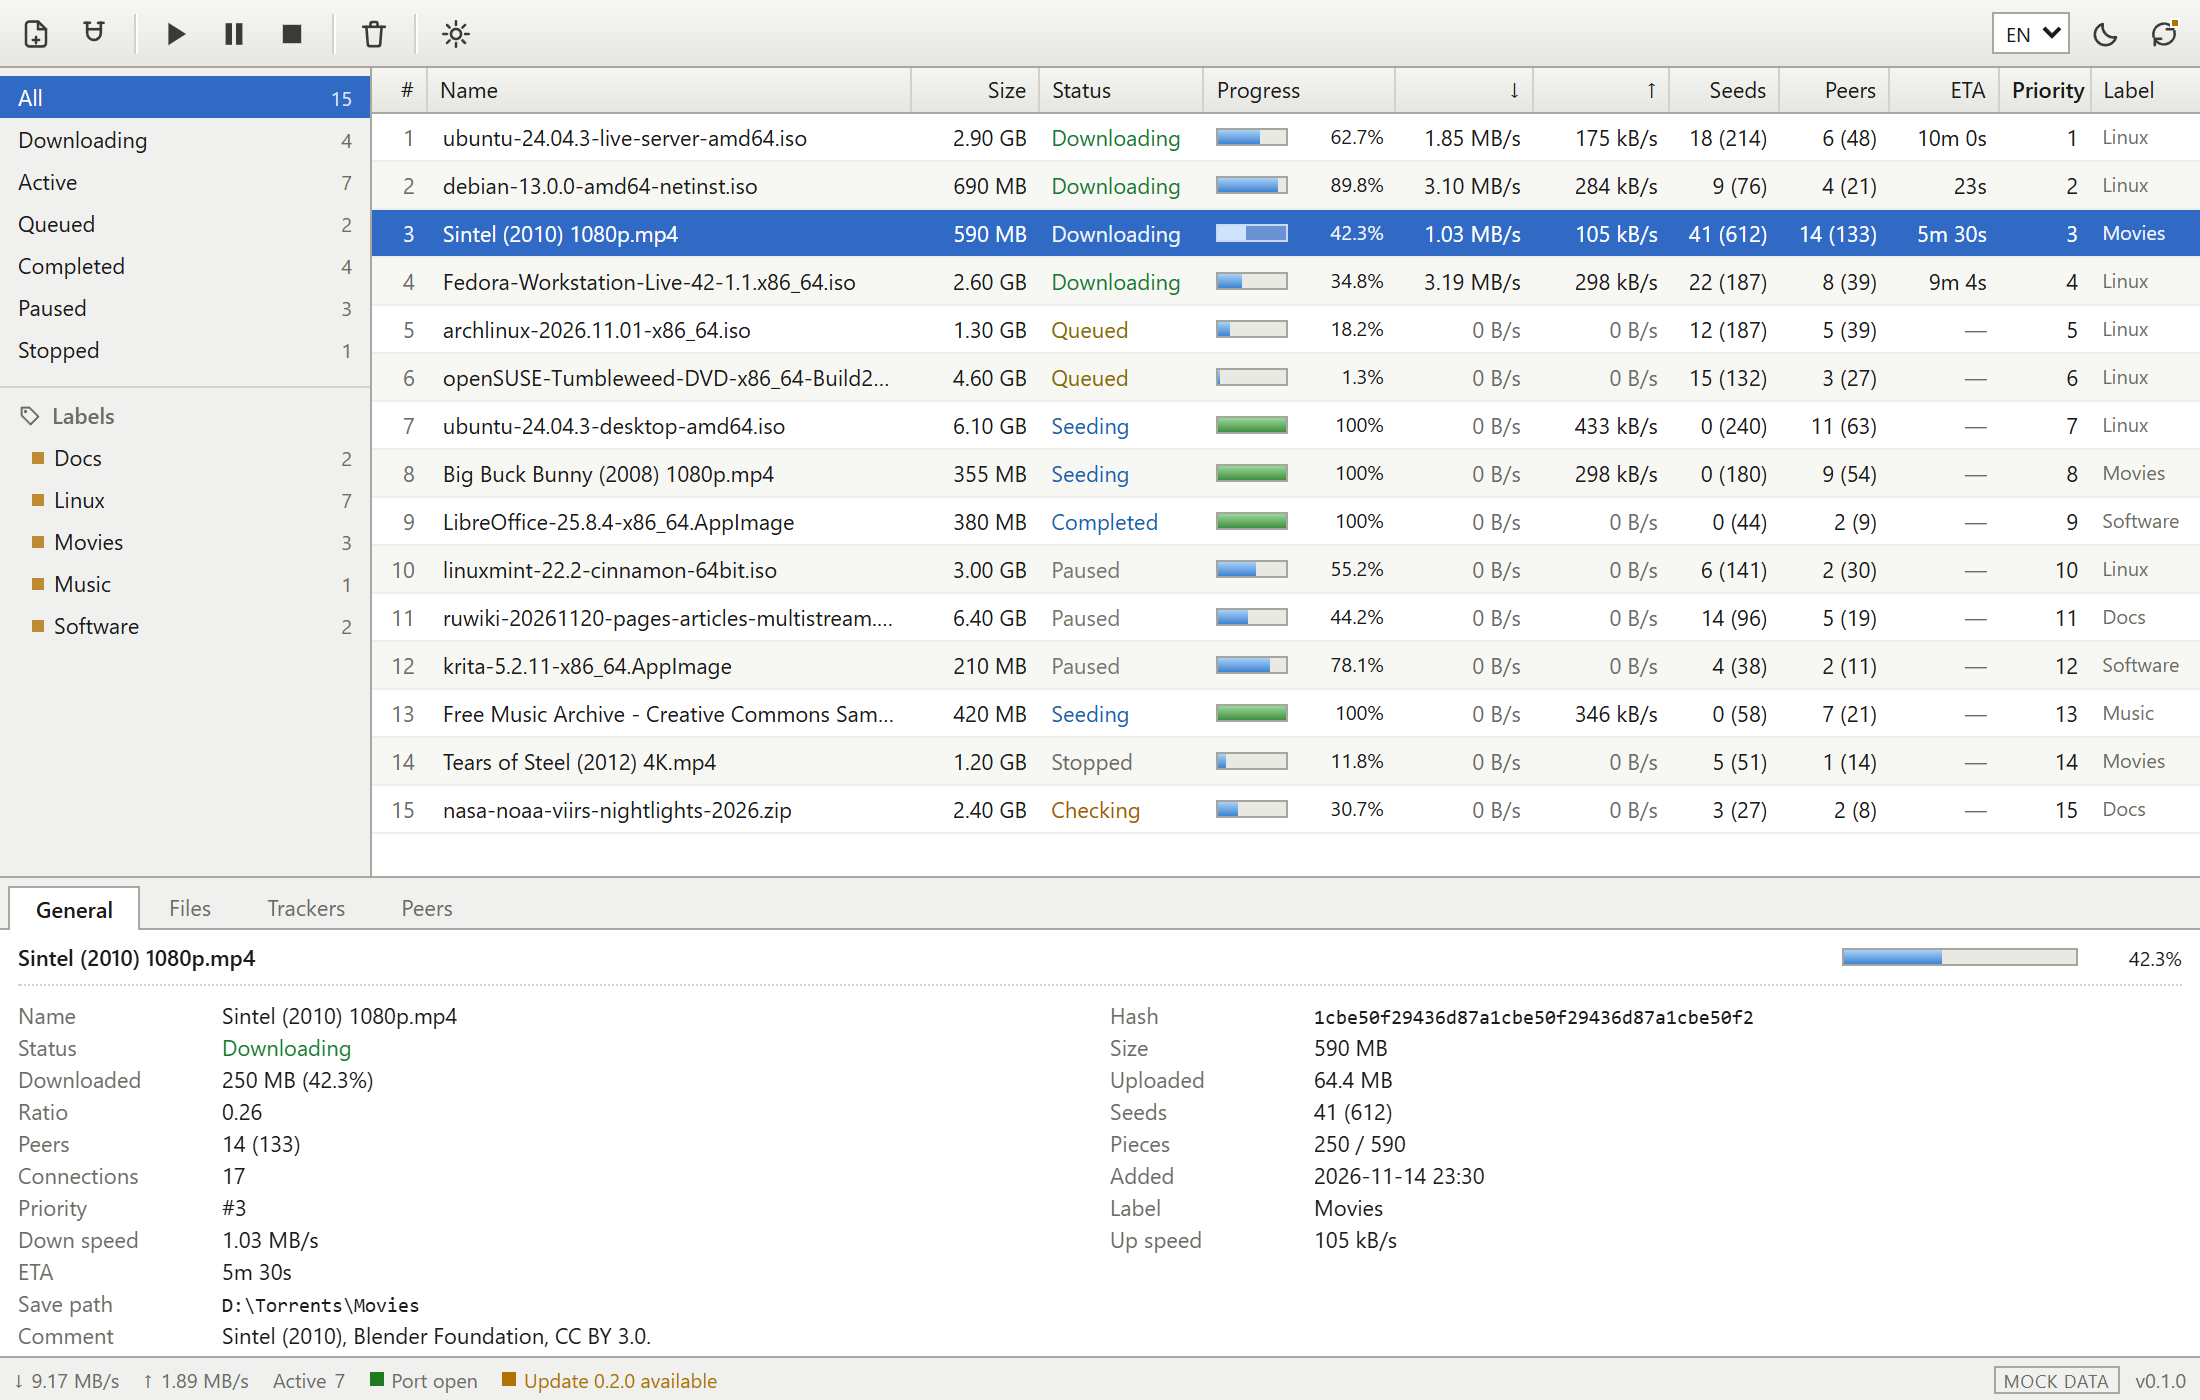 EN
All 15
Downloading 4
Active 7
Queued 2
Completed 4
Paused 3
Stopped 1
Labels
Docs 2
Linux 7
Movies 3
Music 1
Software 2
# Name Size Status Progress ↓ ↑ Seeds Peers ETA Priority Label
1 ubuntu-24.04.3-live-server-amd64.iso 2.90 GB Downloading 62.7% 1.85 MB/s 175 kB/s 18 (214) 6 (48) 10m 0s 1 Linux
2 debian-13.0.0-amd64-netinst.iso 690 MB Downloading 89.8% 3.10 MB/s 284 kB/s 9 (76) 4 (21) 23s 2 Linux
3 Sintel (2010) 1080p.mp4 590 MB Downloading 42.3% 1.03 MB/s 105 kB/s 41 (612) 14 (133) 5m 30s 3 Movies
4 Fedora-Workstation-Live-42-1.1.x86_64.iso 2.60 GB Downloading 34.8% 3.19 MB/s 298 kB/s 22 (187) 8 (39) 9m 4s 4 Linux
5 archlinux-2026.11.01-x86_64.iso 1.30 GB Queued 18.2% 0 B/s 0 B/s 12 (187) 5 (39) — 5 Linux
6 openSUSE-Tumbleweed-DVD-x86_64-Build2... 4.60 GB Queued 1.3% 0 B/s 0 B/s 15 (132) 3 (27) — 6 Linux
7 ubuntu-24.04.3-desktop-amd64.iso 6.10 GB Seeding 100% 0 B/s 433 kB/s 0 (240) 11 (63) — 7 Linux
8 Big Buck Bunny (2008) 1080p.mp4 355 MB Seeding 100% 0 B/s 298 kB/s 0 (180) 9 (54) — 8 Movies
9 LibreOffice-25.8.4-x86_64.AppImage 380 MB Completed 100% 0 B/s 0 B/s 0 (44) 2 (9) — 9 Software
10 linuxmint-22.2-cinnamon-64bit.iso 3.00 GB Paused 55.2% 0 B/s 0 B/s 6 (141) 2 (30) — 10 Linux
11 ruwiki-20261120-pages-articles-multistream.... 6.40 GB Paused 44.2% 0 B/s 0 B/s 14 (96) 5 (19) — 11 Docs
12 krita-5.2.11-x86_64.AppImage 210 MB Paused 78.1% 0 B/s 0 B/s 4 (38) 2 (11) — 12 Software
13 Free Music Archive - Creative Commons Sam... 420 MB Seeding 100% 0 B/s 346 kB/s 0 (58) 7 (21) — 13 Music
14 Tears of Steel (2012) 4K.mp4 1.20 GB Stopped 11.8% 0 B/s 0 B/s 5 (51) 1 (14) — 14 Movies
15 nasa-noaa-viirs-nightlights-2026.zip 2.40 GB Checking 30.7% 0 B/s 0 B/s 3 (27) 2 (8) — 15 Docs
General Files Trackers Peers
Sintel (2010) 1080p.mp4 42.3%
Name Sintel (2010) 1080p.mp4
Status Downloading
Downloaded 250 MB (42.3%)
Ratio 0.26
Peers 14 (133)
Connections 17
Priority #3
Down speed 1.03 MB/s
ETA 5m 30s
Save path D:\Torrents\Movies
Comment Sintel (2010), Blender Foundation, CC BY 3.0.
Hash 1cbe50f29436d87a1cbe50f29436d87a1cbe50f2
Size 590 MB
Uploaded 64.4 MB
Seeds 41 (612)
Pieces 250 / 590
Added 2026-11-14 23:30
Label Movies
Up speed 105 kB/s
↓ 9.17 MB/s ↑ 1.89 MB/s Active 7 Port open Update 0.2.0 available MOCK DATA v0.1.0